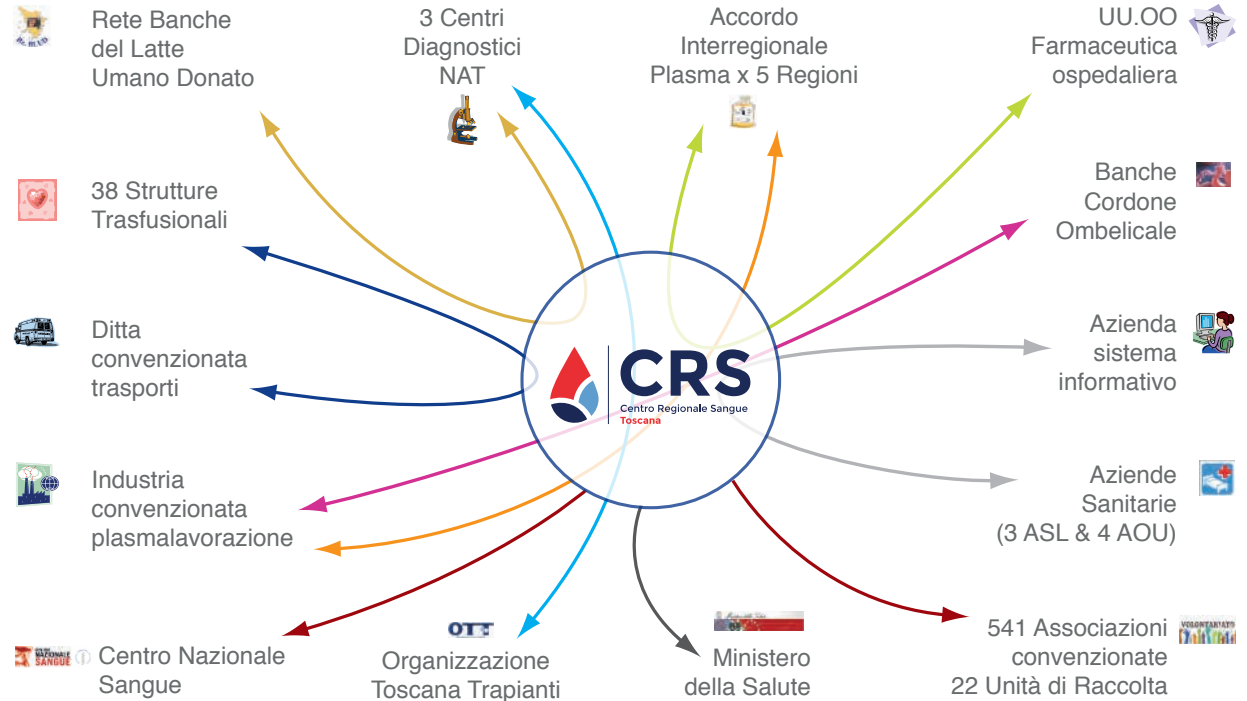 Rete Banche
del Latte
Umano Donato
3 Centri
Diagnostici
NAT
Accordo
Interregionale
Plasma x 5 Regioni
UU.OO
Farmaceutica
ospedaliera
38 Strutture
Trasfusionali
Banche
Cordone
Ombelicale
Ditta
convenzionata
trasporti
CRS
Centro Regionale Sangue
Toscana
Azienda
sistema
informativo
Industria
convenzionata
plasmalavorazione
Aziende
Sanitarie
(3 ASL & 4 AOU)
NAZIONALE
SANGUE
Centro Nazionale
Sangue
OTT
Organizzazione
Toscana Trapianti
Ministero
della Salute
VOLONTARIATO
541 Associazioni
convenzionate
22 Unità di Raccolta